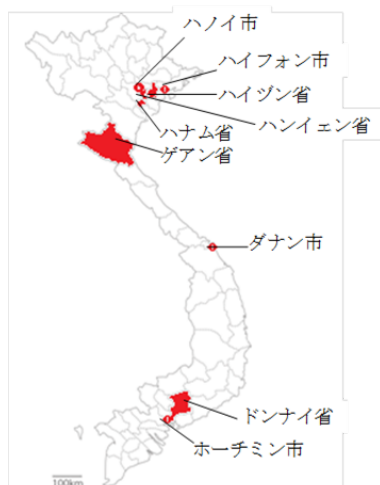 ハノイ市
ハイフォン市
ハイヅン省
ハンイェン省
ハナム省
ゲアン省
ダナン市
ドンナイ省
ホーチミン市
100km